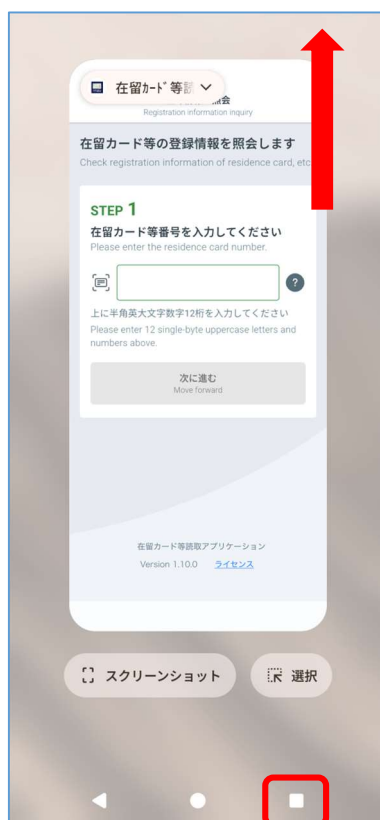 在留ｶｰﾄﾞ等
会
Registration information inquiry
在留カード等の登録情報を照会します
Check registration information of residence card, etc
STEP 1
在留カード等番号を入力してください
Please enter the residence card number.
?
上に半角英大文字数字12桁を入力してください
Please enter 12 single-byte uppercase letters and
numbers above.
次に進む
Move forward
在留カード等読取アプリケーション
Version 1.10.0 ライセンス
スクリーンショット
選択